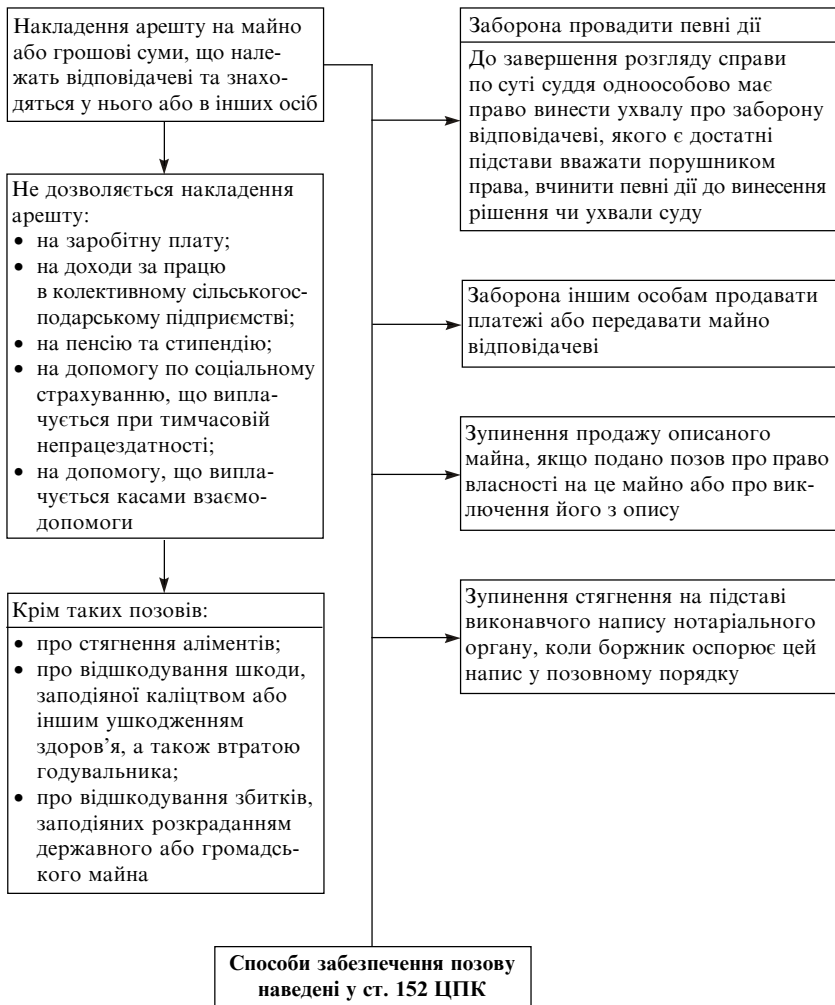 Накладення арешту на майно
або грошові суми, що нале-
жать відповідачеві та знахо-
дяться у нього або в інших осіб
Не дозволяється накладення
арешту:
• на заробітну плату;
• на доходи за працю
в колективному сільськогос-
подарському підприємстві;
• на пенсію та стипендію;
• на допомогу по соціальному
страхуванню, що випла-
чується при тимчасовій
непрацездатності;
• на допомогу, що випла-
чується касами взаємо-
допомоги
Крім таких позовів:
• про стягнення аліментів;
• про відшкодування шкоди,
заподіяної каліцтвом або
іншим ушкодженням
здоров’я, а також втратою
годувальника;
• про відшкодування збитків,
заподіяних розкраданням
державного або громадсь-
кого майна
Заборона провадити певні дії
До завершення розгляду справи
по суті суддя одноособово має
право винести ухвалу про заборону
відповідачеві, якого є достатні
підстави вважати порушником
права, вчинити певні дії до винесення
рішення чи ухвали суду
Заборона іншим особам продавати
платежі або передавати майно
відповідачеві
Зупинення продажу описаного
майна, якщо подано позов про право
власності на це майно або про вик-
лючення його з опису
Зупинення стягнення на підставі
виконавчого напису нотаріального
органу, коли боржник оспорює цей
напис у позовному порядку
Способи забезпечення позову
наведені у ст. 152 ЦПК